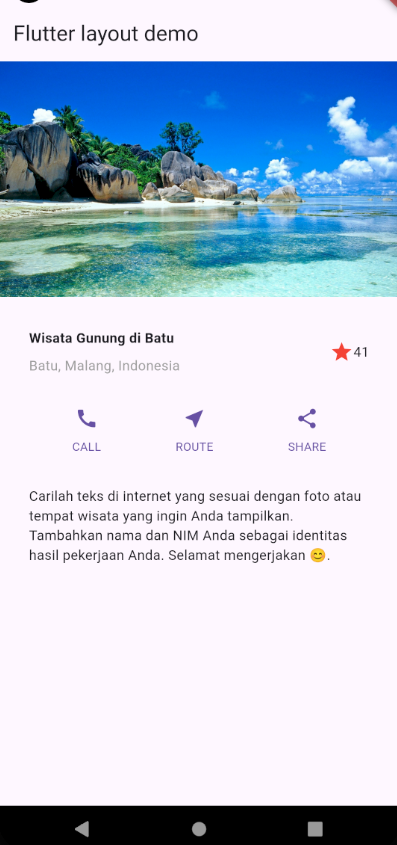 Flutter layout demo
Wisata Gunung di Batu
41
Batu, Malang, Indonesia
CALL ROUTE SHARE
Carilah teks di internet yang sesuai dengan foto atau
tempat wisata yang ingin Anda tampilkan.
Tambahkan nama dan NIM Anda sebagai identitas
hasil pekerjaan Anda. Selamat mengerjakan 😊.